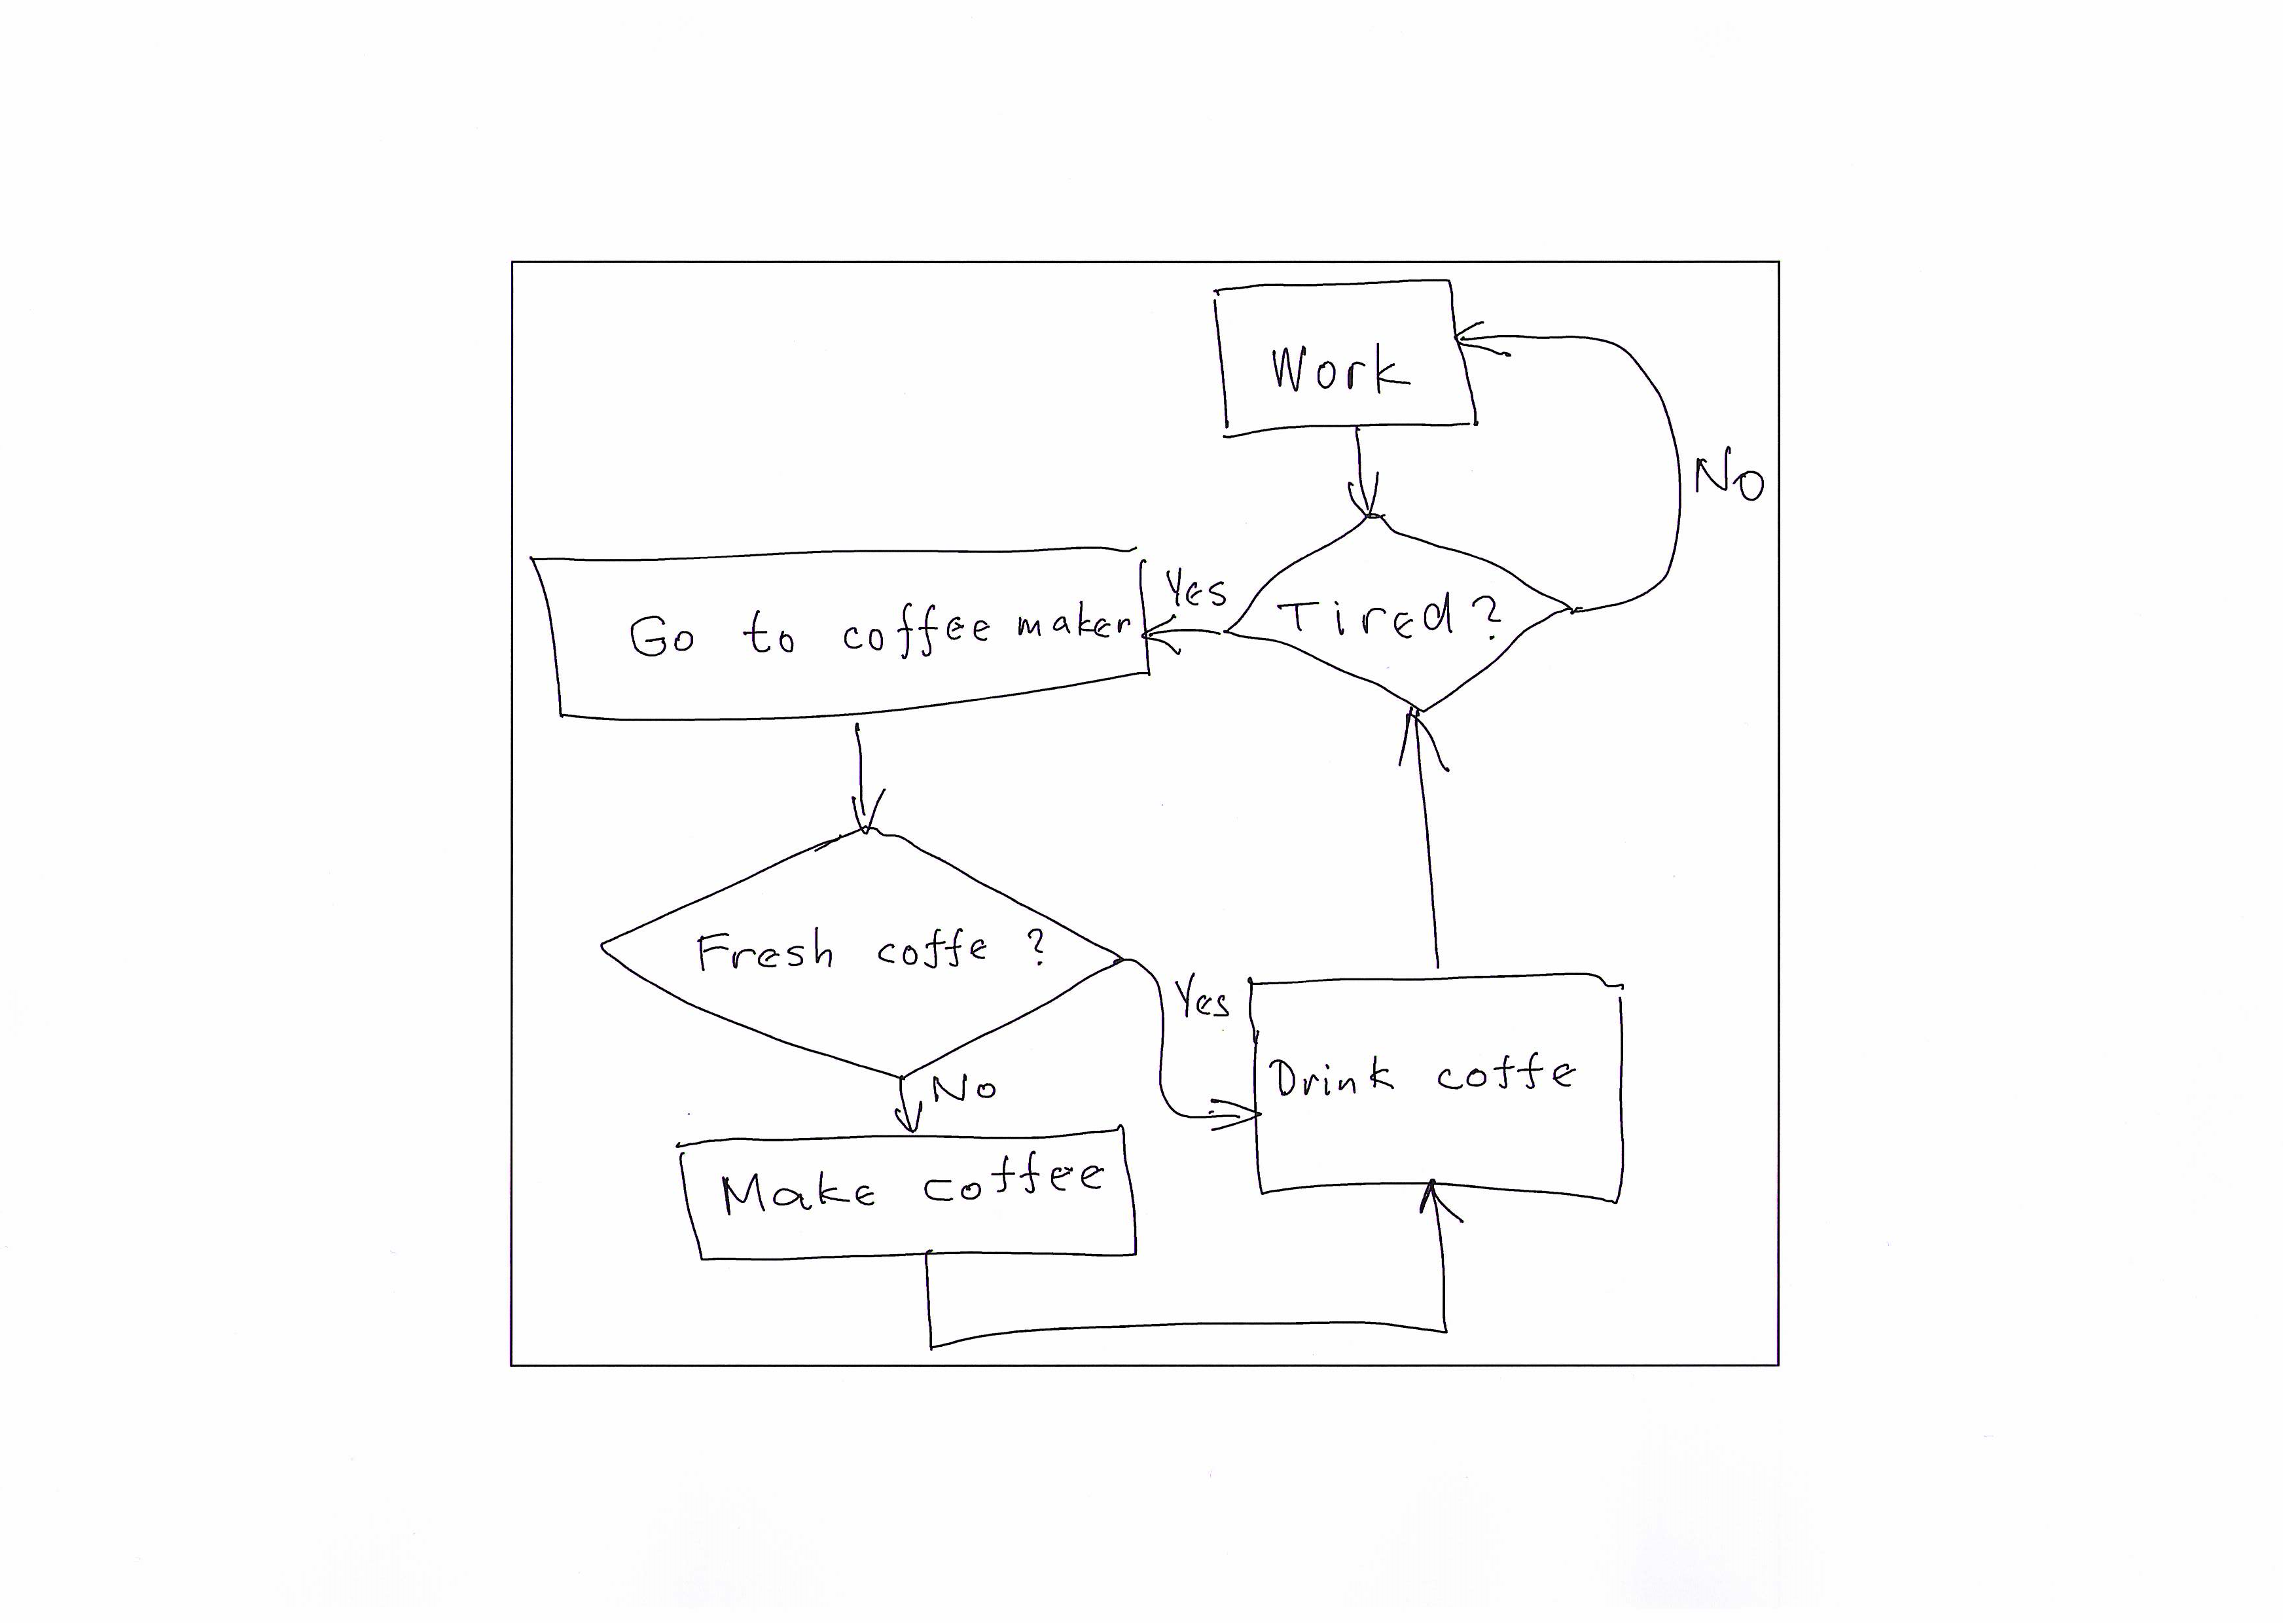 Work
No
Yes
Tired?
Go to coffee maker
Fresh coffe ?
Yes
Drink coffe
No
Make coffee